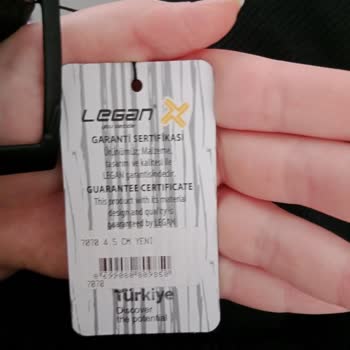 LEGAN X
GARANTİ SERTİFİKASI
Ürünümüz, Malzeme,
tasarım ve kalitesi ile
LEGAN garantisindedir.
GUARANTEE CERTIFICATE
This product with its material
design and quality is
guaranteed by LEGAN.
7070 4.5 CM YENİ
7070
Türkiye
Discover
the potential